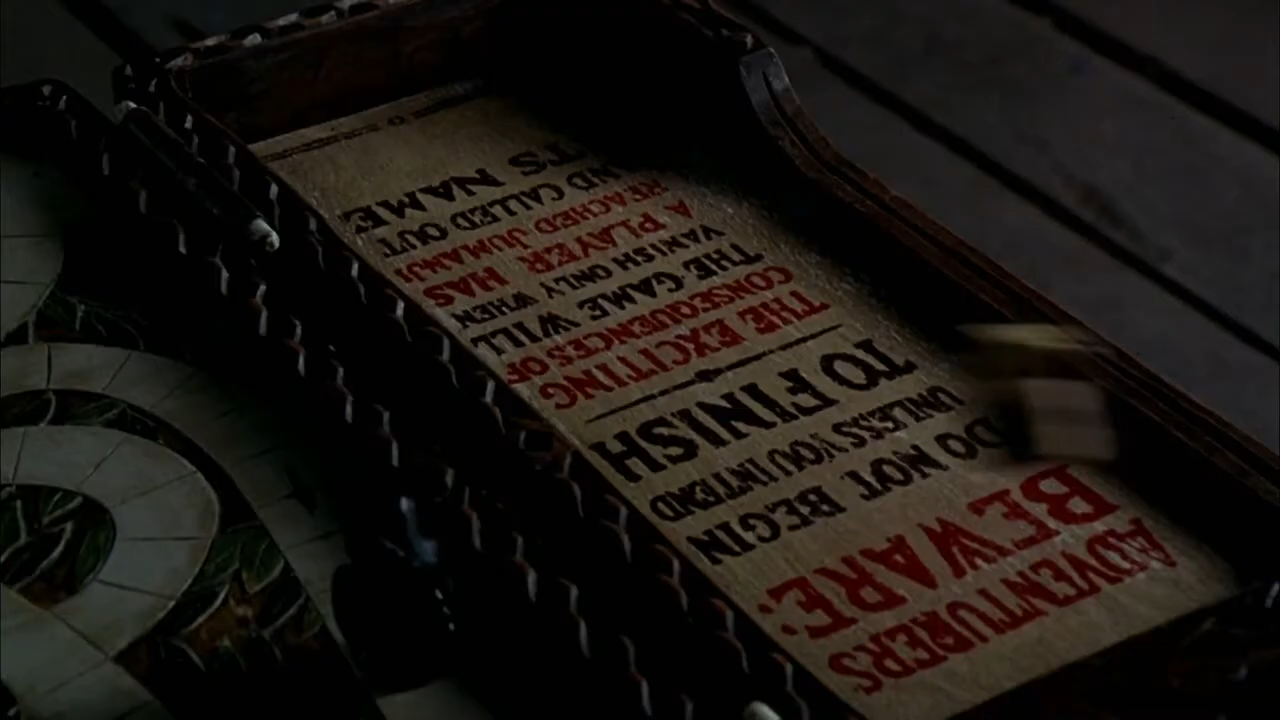 ADVENTURERS
BEWARE:
DO NOT BEGIN
UNLESS YOU INTEND
TO FINISH
THE EXCITING
CONSEQUENCES OF
THE GAME WILL
VANISH ONLY WHEN
A PLAYER HAS
REACHED JUMANJI
AND CALLED OUT
ITS NAME